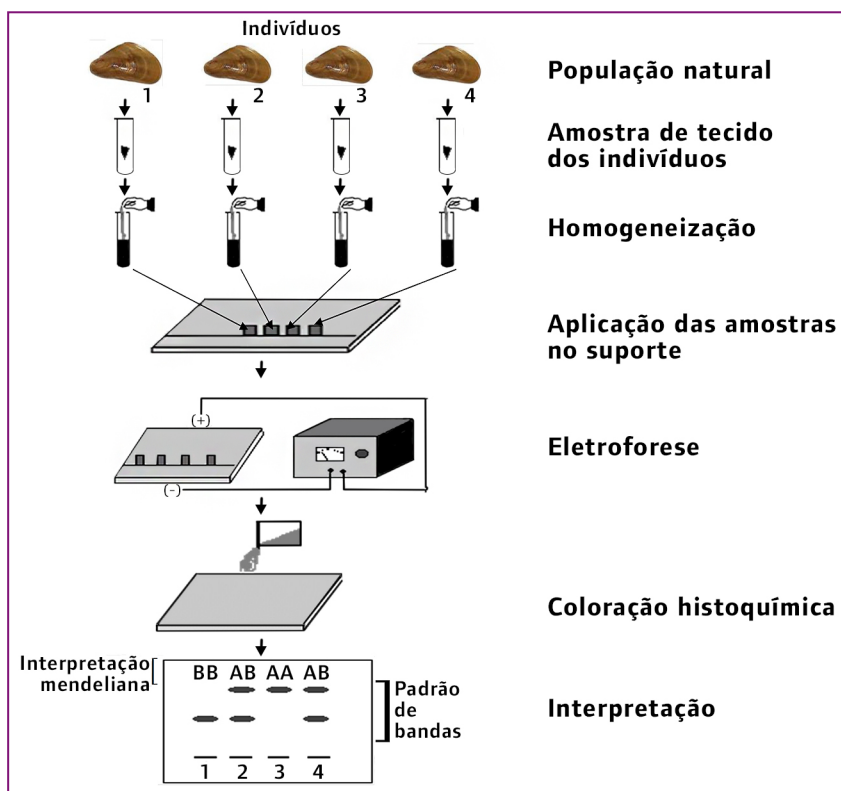 Indivíduos
1 2 3 4
População natural
Amostra de tecido
dos indivíduos
Homogeneização
Aplicação das amostras
no suporte
(+)
(-)
Eletroforese
Coloração histoquímica
Interpretação
mendeliana
BB AB AA AB
Padrão
de
bandas
Interpretação
1 2 3 4